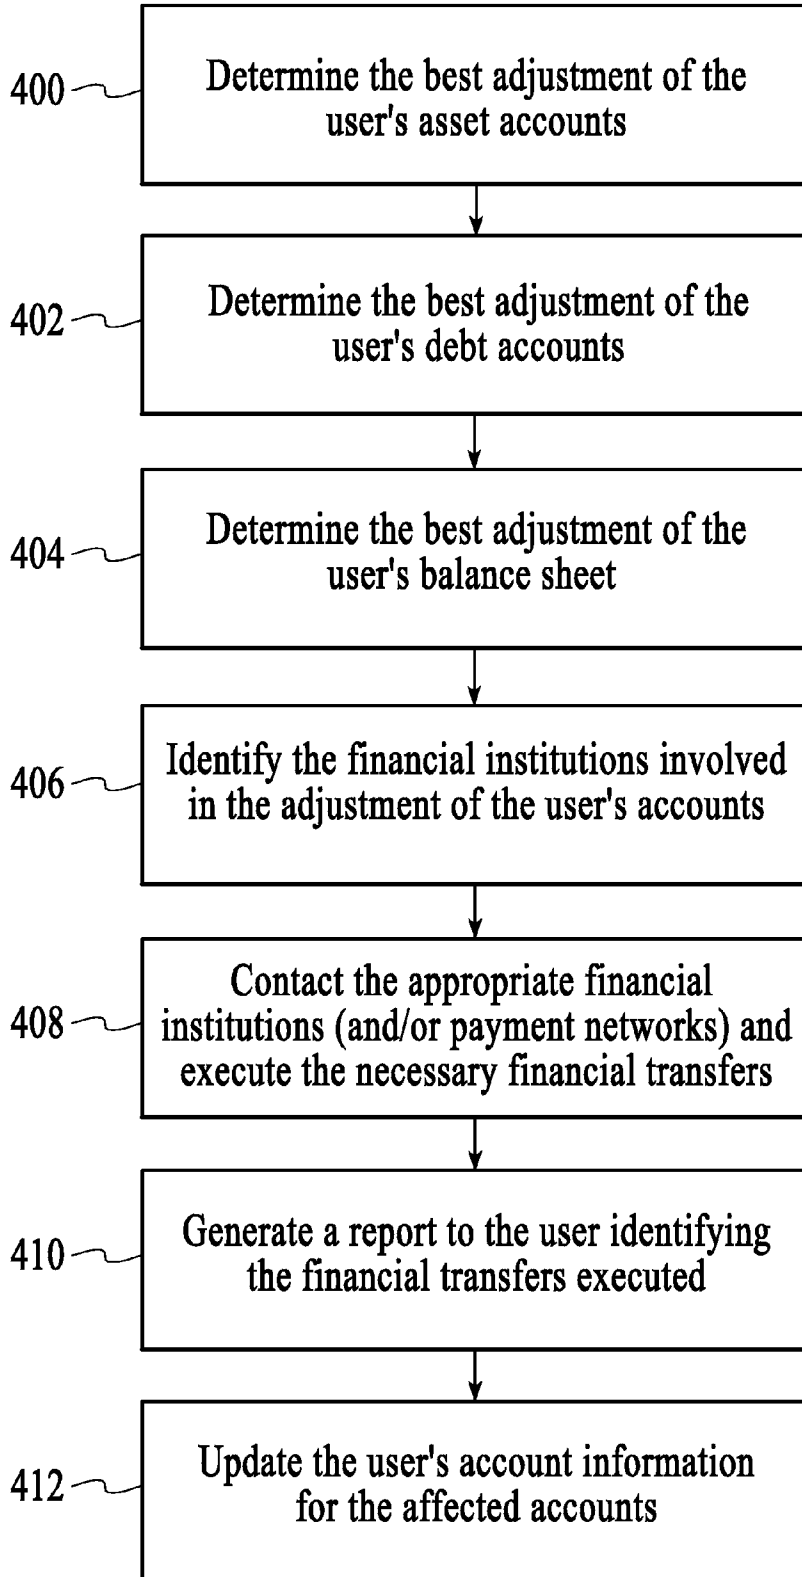 400
Determine the best adjustment of the
user's asset accounts
402
Determine the best adjustment of the
user's debt accounts
404
Determine the best adjustment of the
user's balance sheet
406
Identify the financial institutions involved
in the adjustment of the user's accounts
408
Contact the appropriate financial
institutions (and/or payment networks) and
execute the necessary financial transfers
410
Generate a report to the user identifying
the financial transfers executed
412
Update the user's account information
for the affected accounts